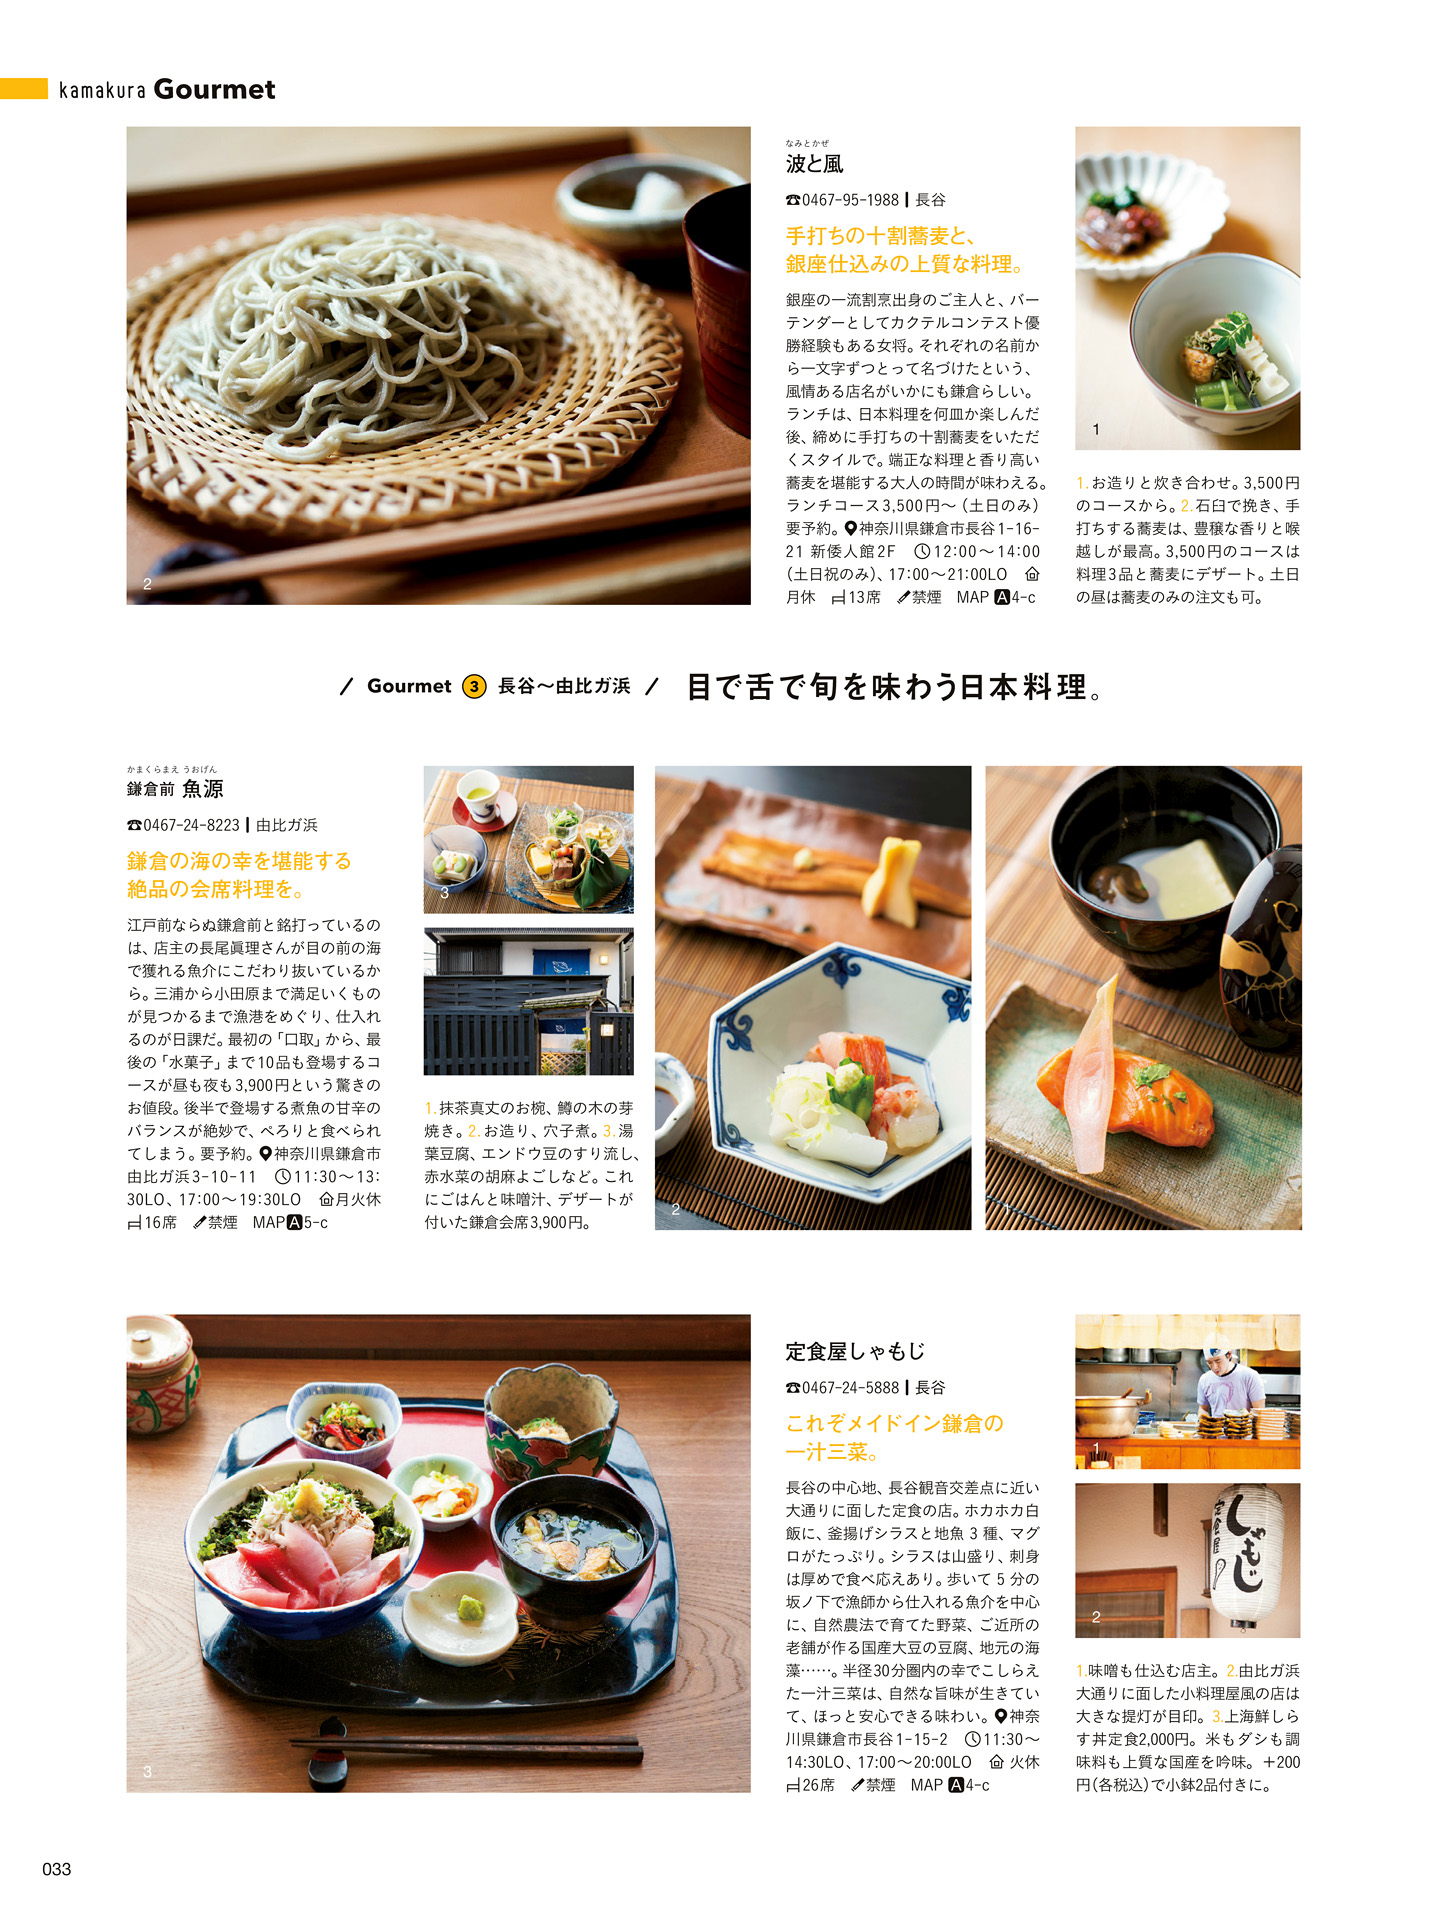 kamakura Gourmet
なみとかぜ
波と風
☎0467-95-1988 | 長谷
手打ちの十割蕎麦と、
銀座仕込みの上質な料理。
銀座の一流割烹出身のご主人と、バー
テンダーとしてカクテルコンテスト優
勝経験もある女将。それぞれの名前か
ら一文字ずつとって名づけたという、
風情ある店名がいかにも鎌倉らしい。
ランチは、日本料理を何皿か楽しんだ
後、締めに手打ちの十割蕎麦をいただ
くスタイルで。端正な料理と香り高い
蕎麦を堪能する大人の時間が味わえる。
ランチコース3,500円〜（土日のみ）
要予約。神奈川県鎌倉市長谷1-16-
21 新倭人館2F 12:00〜14:00
（土日祝のみ）、17:00〜21:00LO
月休 13席 禁煙 MAP A4-c
1
1.お造りと炊き合わせ。3,500円
のコースから。2.石臼で挽き、手
打ちする蕎麦は、豊穣な香りと喉
越しが最高。3,500円のコースは
料理3品と蕎麦にデザート。土日
の昼は蕎麦のみの注文も可。
2
/ Gourmet 3 長谷〜由比ガ浜 / 目で舌で旬を味わう日本料理。
かまくらまえ うおげん
鎌倉前 魚源
☎0467-24-8223 | 由比ガ浜
鎌倉の海の幸を堪能する
絶品の会席料理を。
江戸前ならぬ鎌倉前と銘打っているの
は、店主の長尾眞理さんが目の前の海
で獲れる魚介にこだわり抜いているか
ら。三浦から小田原まで満足いくもの
が見つかるまで漁港をめぐり、仕入れ
るのが日課だ。最初の「口取」から、最
後の「水菓子」まで10品も登場するコ
ースが昼も夜も3,900円という驚きの
お値段。後半で登場する煮魚の甘辛の
バランスが絶妙で、ぺろりと食べられ
てしまう。要予約。神奈川県鎌倉市
由比ガ浜3-10-11 11:30〜13:
30LO、17:00〜19:30LO 月火休
16席 禁煙 MAPA5-c
3
1.抹茶真丈のお椀、鱒の木の芽
焼き。2.お造り、穴子煮。3.湯
葉豆腐、エンドウ豆のすり流し、
赤水菜の胡麻よごしなど。これ
にごはんと味噌汁、デザートが
付いた鎌倉会席3,900円。
2
1
3
定食屋しゃもじ
☎0467-24-5888 | 長谷
これぞメイドイン鎌倉の
一汁三菜。
長谷の中心地、長谷観音交差点に近い
大通りに面した定食の店。ホカホカ白
飯に、釜揚げシラスと地魚 3 種、マグ
ロがたっぷり。シラスは山盛り、刺身
は厚めで食べ応えあり。歩いて 5 分の
坂ノ下で漁師から仕入れる魚介を中心
に、自然農法で育てた野菜、ご近所の
老舗が作る国産大豆の豆腐、地元の海
藻……。半径30分圏内の幸でこしらえ
た一汁三菜は、自然な旨味が生きてい
て、ほっと安心できる味わい。神奈
川県鎌倉市長谷1-15-2 11:30〜
14:30LO、17:00〜20:00LO 火休
26席 禁煙 MAP A4-c
1
定食屋
しゃもじ
2
1.味噌も仕込む店主。2.由比ガ浜
大通りに面した小料理屋風の店は
大きな提灯が目印。3.上海鮮しら
す丼定食2,000円。米もダシも調
味料も上質な国産を吟味。＋200
円（各税込）で小鉢2品付きに。
033